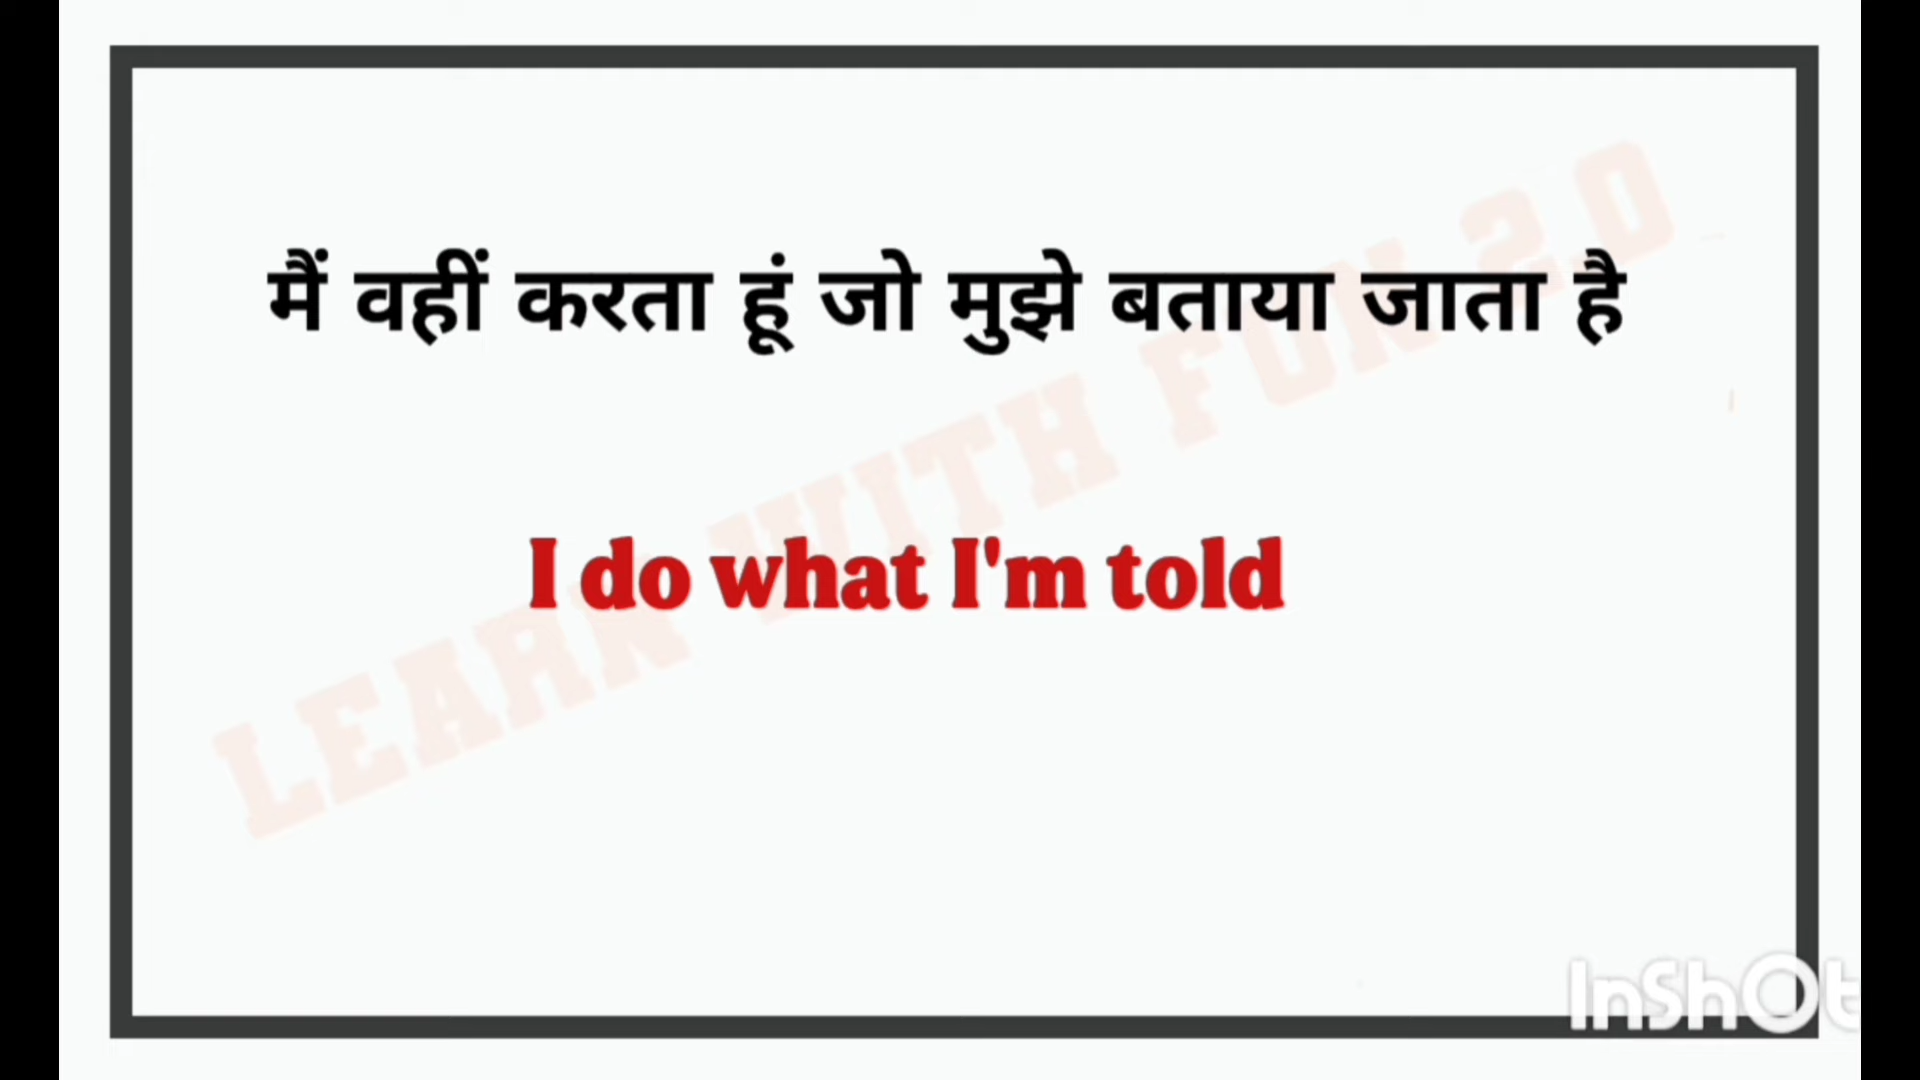 मैं वहीं करता हूं जो मुझे बताया जाता है
I do what I'm told
LEARN WITH FUN 2.0
InShOt